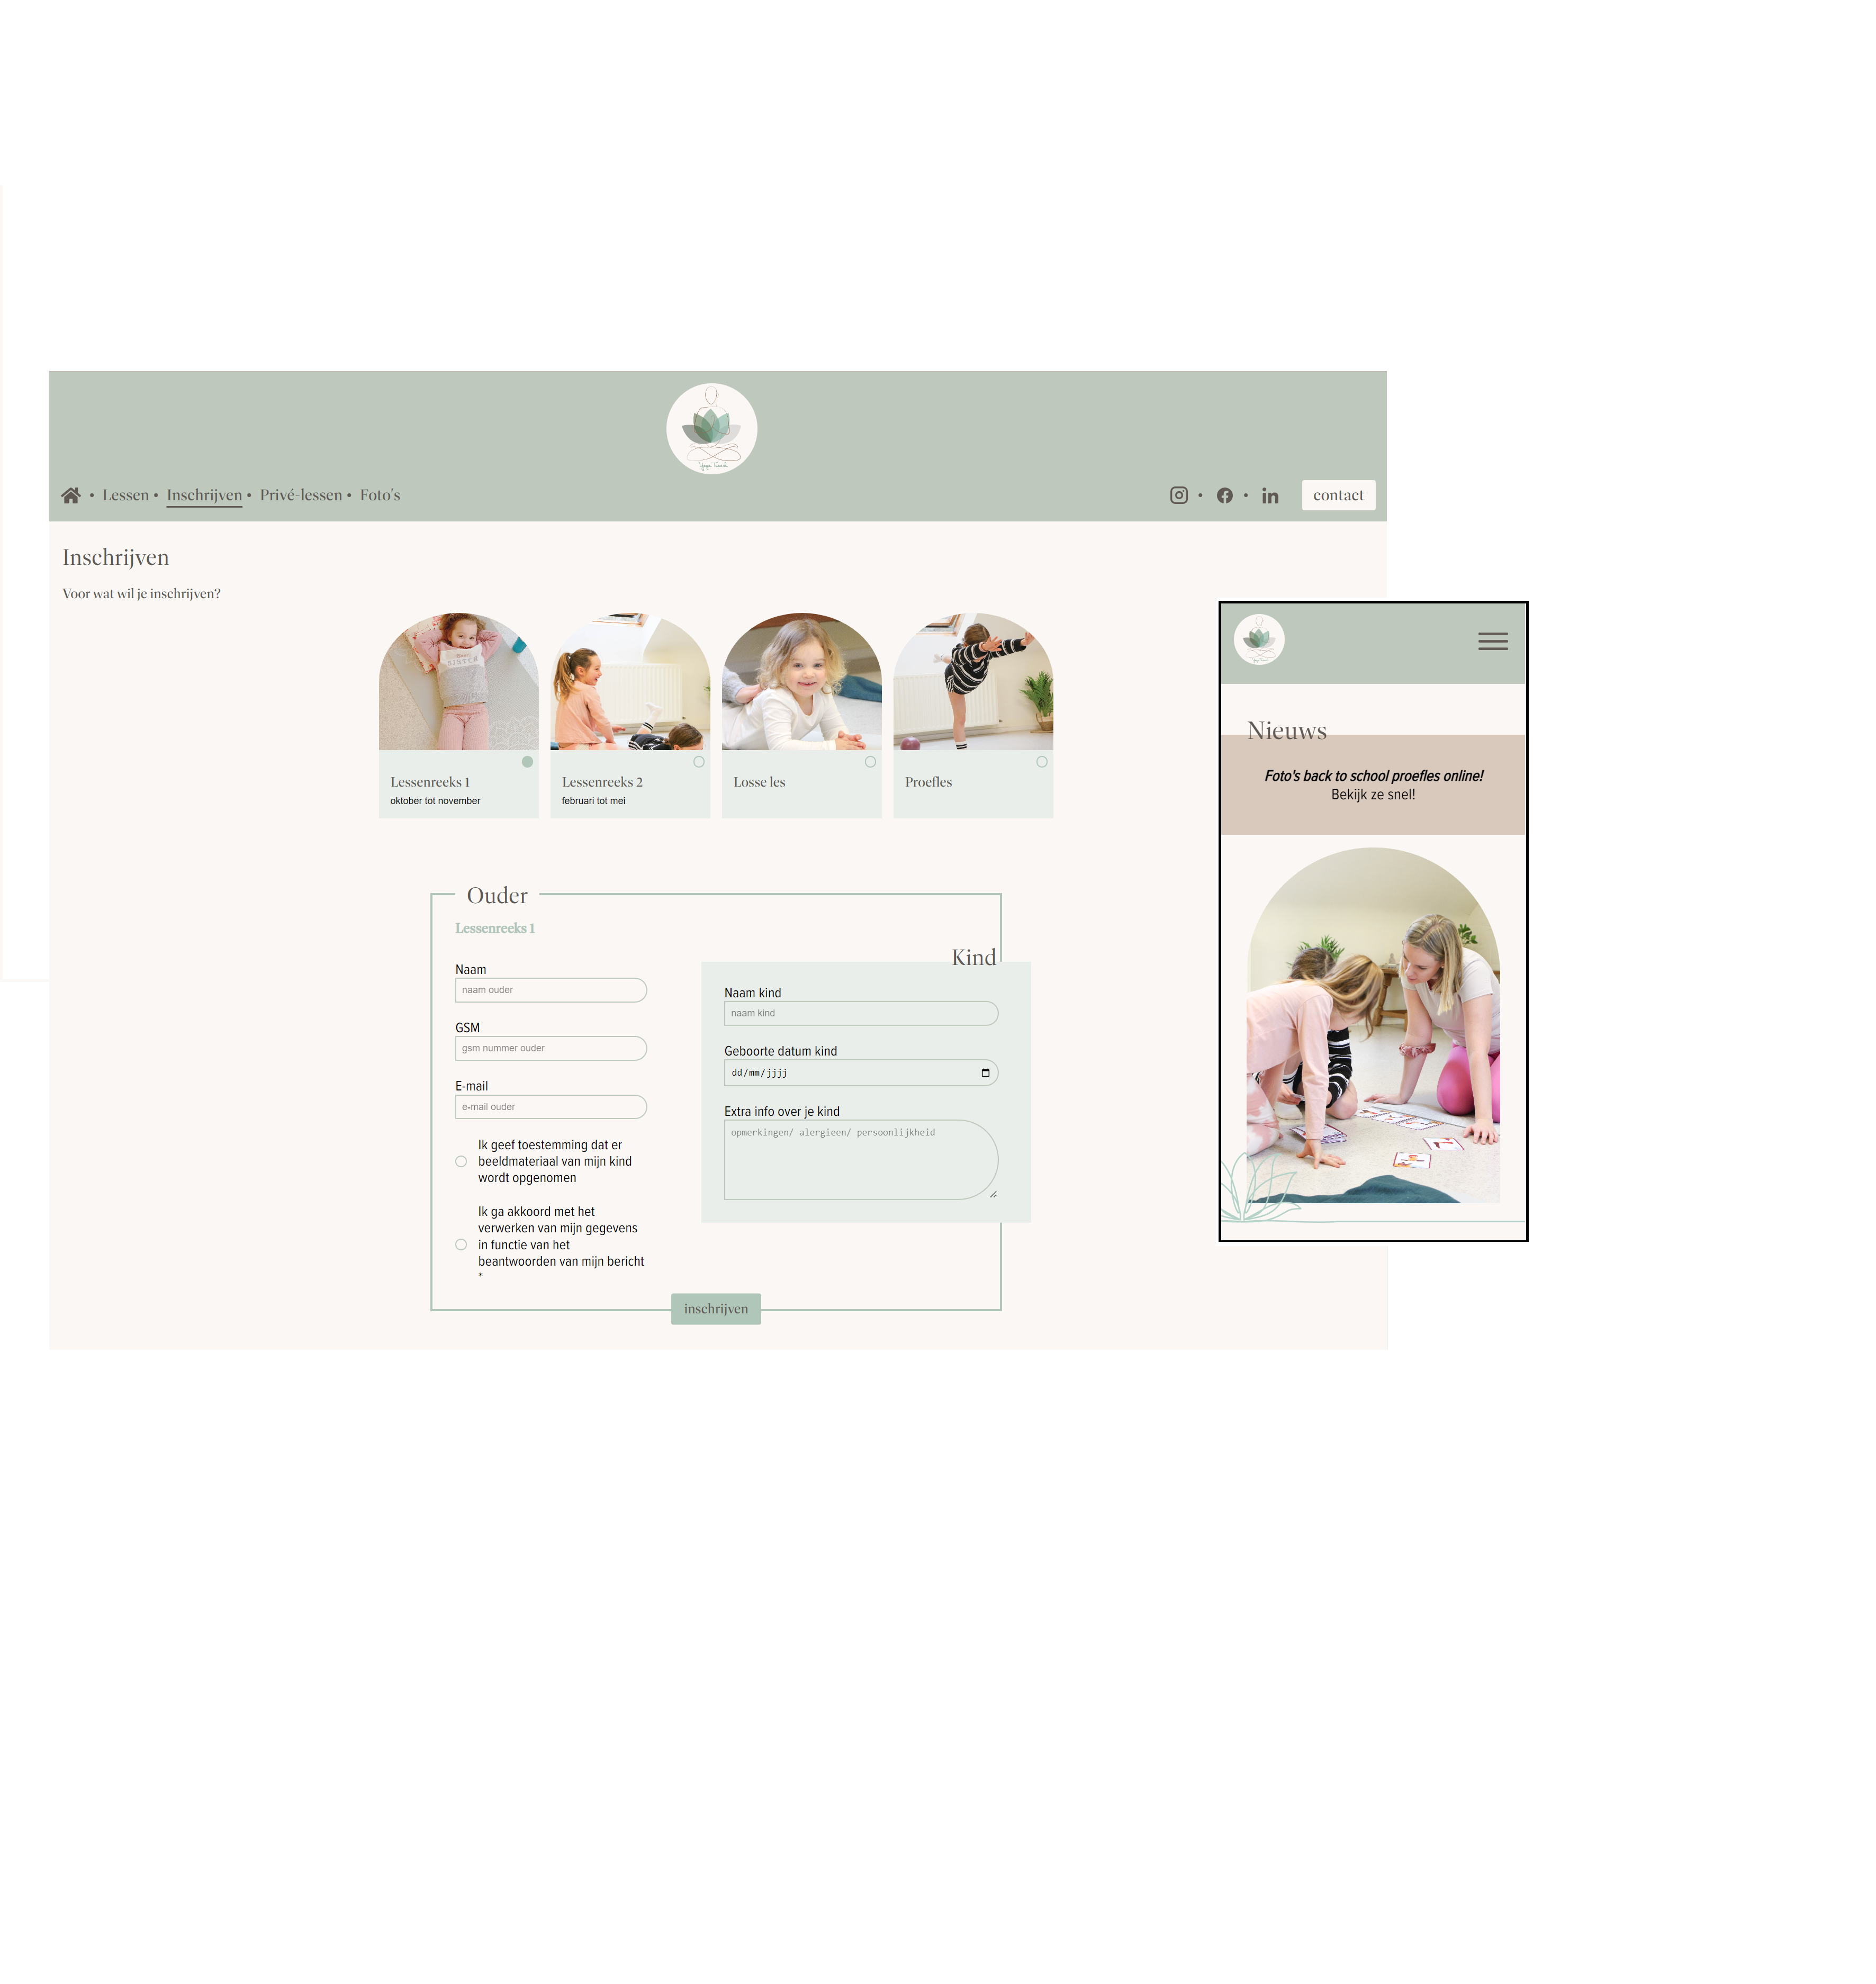 Yoga Touch
Lessen • Inschrijven • Privé-lessen • Foto's
contact
Inschrijven
Voor wat wil je inschrijven?
SISTER
Lessenreeks 1
oktober tot november
Lessenreeks 2
februari tot mei
Losse les
Proefles
Ouder
Lessenreeks 1
Naam
naam ouder
GSM
gsm nummer ouder
E-mail
e-mail ouder
Ik geef toestemming dat er
beeldmateriaal van mijn kind
wordt opgenomen
Ik ga akkoord met het
verwerken van mijn gegevens
in functie van het
beantwoorden van mijn bericht
*
Kind
Naam kind
naam kind
Geboorte datum kind
dd/mm/jjjj
Extra info over je kind
opmerkingen/ alergieen/ persoonlijkheid
inschrijven
Nieuws
Foto's back to school proefles online!
Bekijk ze snel!